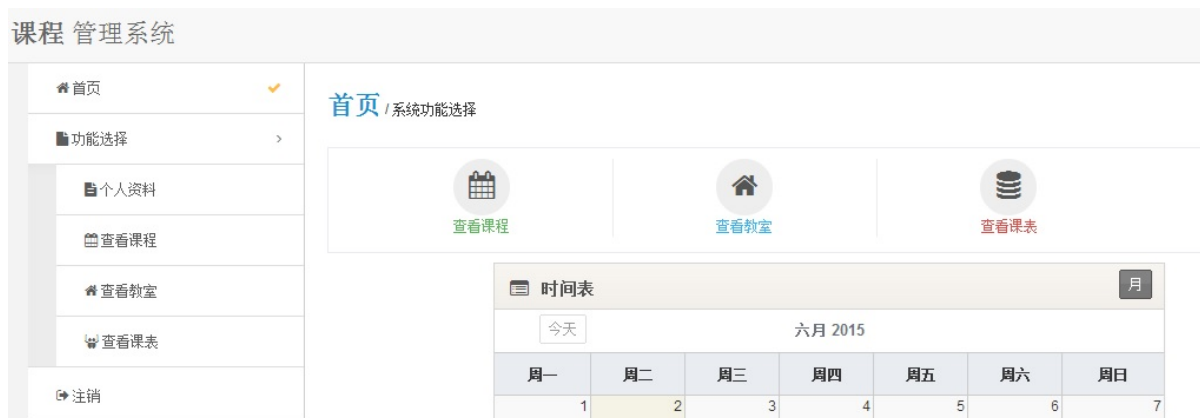 课程 管理系统
首页
功能选择
个人资料
查看课程
查看教室
查看课表
注销
首页 / 系统功能选择
查看课程 查看教室 查看课表
时间表 月
今天 六月 2015
周一 周二 周三 周四 周五 周六 周日
1 2 3 4 5 6 7